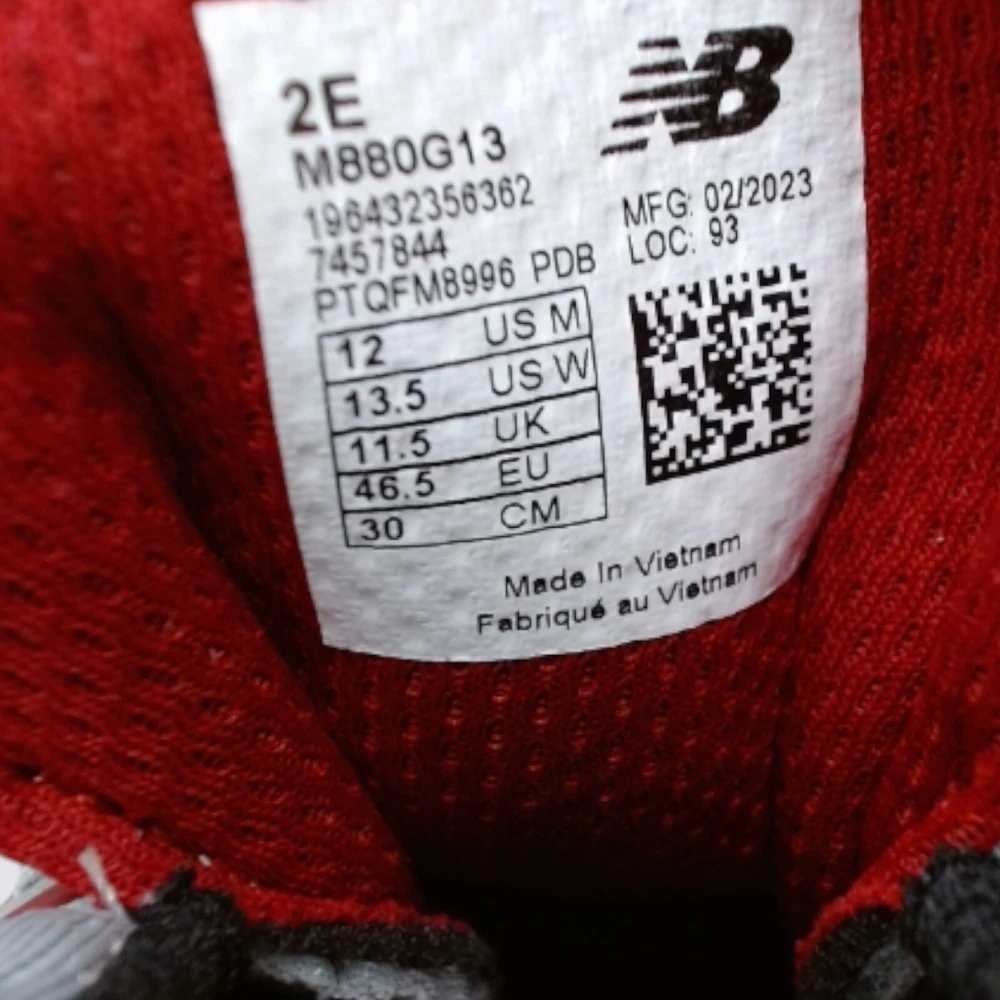 2E
M880G13
196432356362
7457844
PTQFM8996 PDB
NB
MFG: 02/2023
LOC: 93
12 US M
13.5 US W
11.5 UK
46.5 EU
30 CM
Made In Vietnam
Fabriqué au Vietnam